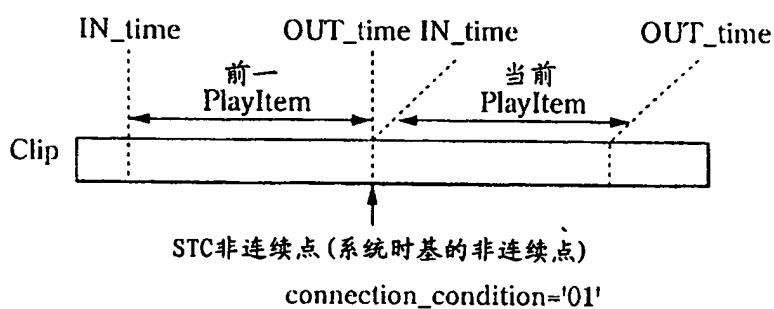 IN_time OUT_time IN_time OUT_time
前一 当前
PlayItem PlayItem
Clip
STC非连续点(系统时基的非连续点)
connection_condition='01'